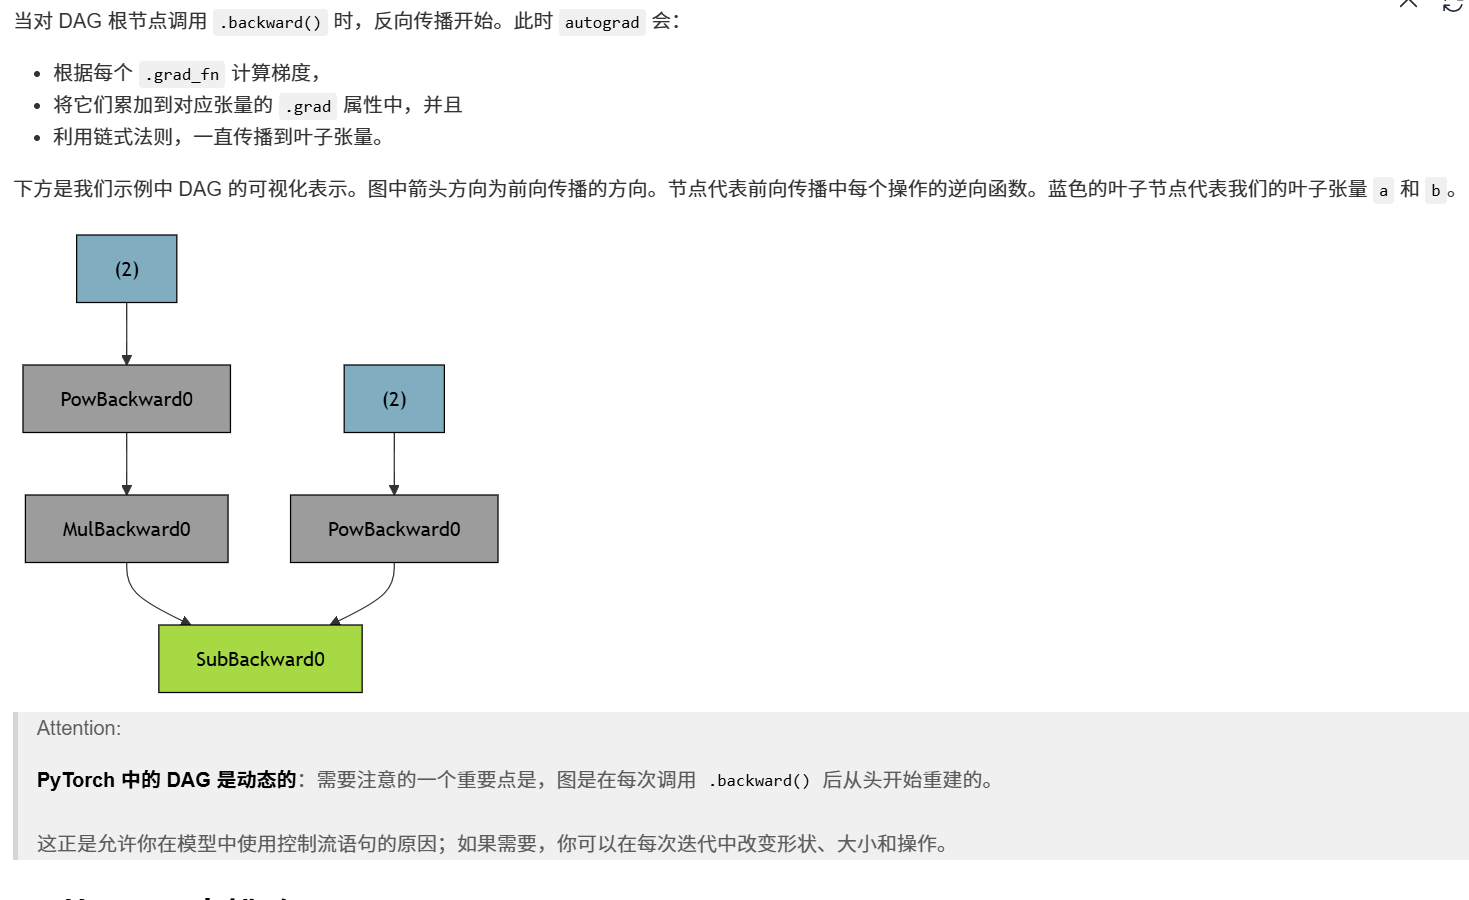 当对 DAG 根节点调用 .backward() 时，反向传播开始。此时 autograd 会：
• 根据每个 .grad_fn 计算梯度，
• 将它们累加到对应张量的 .grad 属性中，并且
• 利用链式法则，一直传播到叶子张量。
下方是我们示例中 DAG 的可视化表示。图中箭头方向为前向传播的方向。节点代表前向传播中每个操作的逆向函数。蓝色的叶子节点代表我们的叶子张量 a 和 b。
(2)
PowBackward0
(2)
MulBackward0
PowBackward0
SubBackward0
Attention:
PyTorch 中的 DAG 是动态的：需要注意的一个重要点是，图是在每次调用 .backward() 后从头开始重建的。
这正是允许你在模型中使用控制流语句的原因；如果需要，你可以在每次迭代中改变形状、大小和操作。